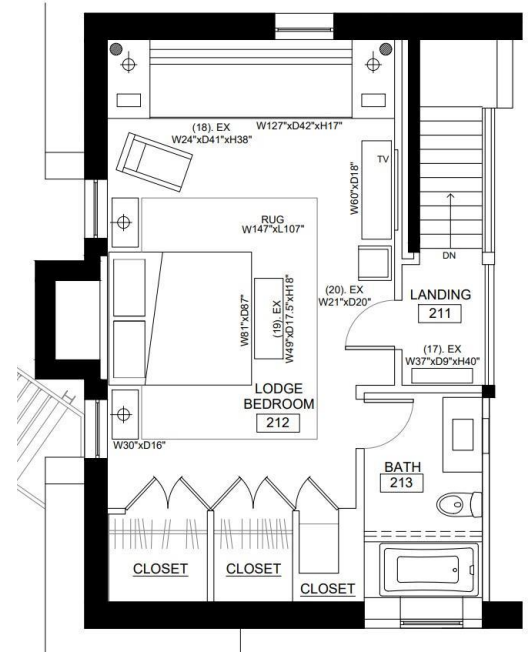 (18). EX
W24"xD41"xH38"
W127"xD42"xH17"
TV
W60"xD18"
RUG
W147"xL107"
DN
(20). EX
W21"xD20"
LANDING
211
(17). EX
W37"xD9"xH40"
W81"xD87"
(19). EX
W49"xD17.5"xH18"
LODGE
BEDROOM
212
W30"xD16"
BATH
213
CLOSET
CLOSET
CLOSET